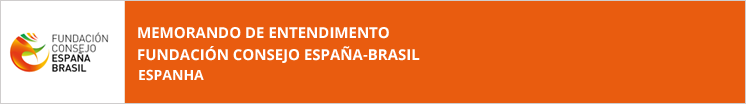 FUNDACIÓN
CONSEJO
ESPAÑA
BRASIL
MEMORANDO DE ENTENDIMENTO
FUNDACIÓN CONSEJO ESPAÑA-BRASIL
ESPANHA